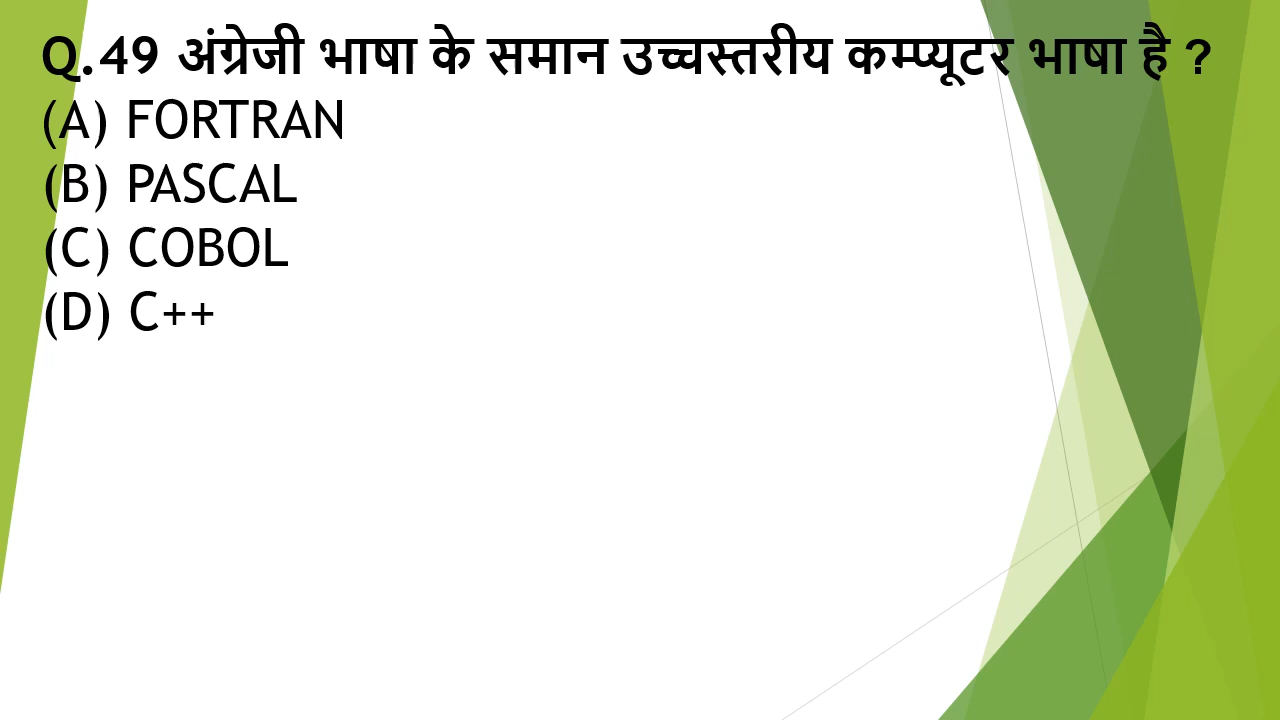 Q.49 अंग्रेजी भाषा के समान उच्चस्तरीय कम्प्यूटर भाषा है ?
(A) FORTRAN
(B) PASCAL
(C) COBOL
(D) C++